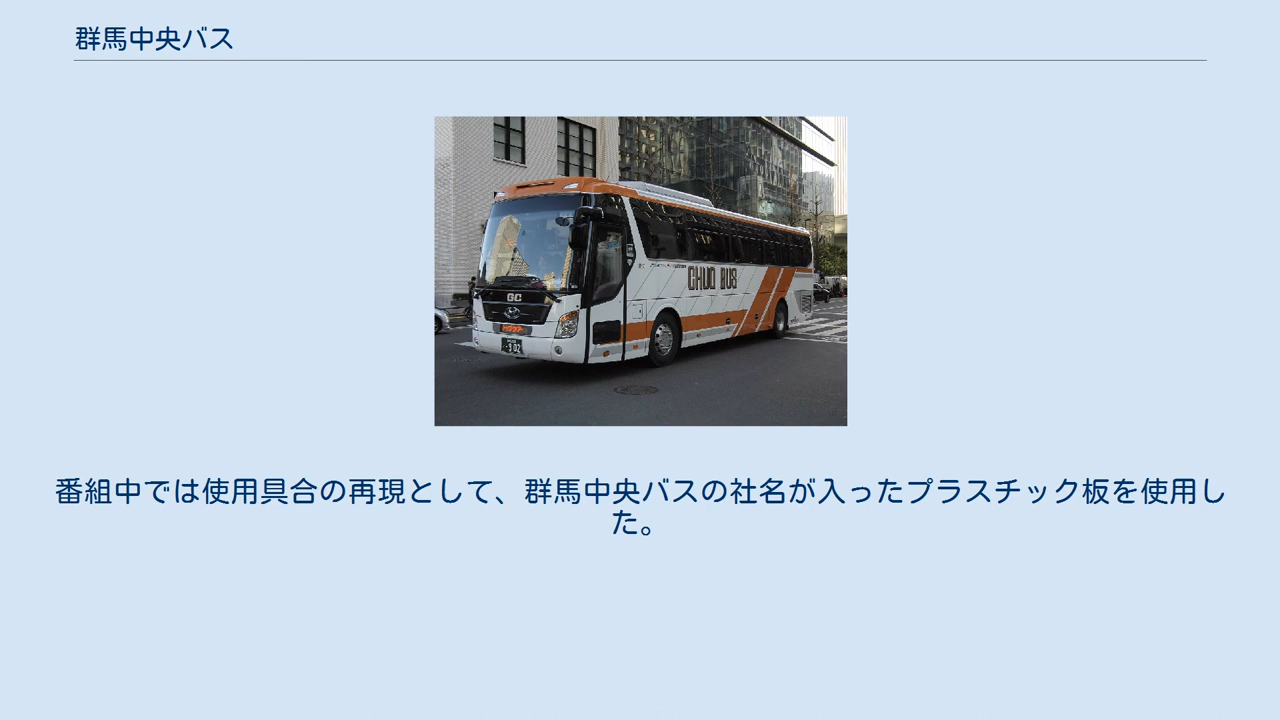 群馬中央バス
CHUO BUS
GC
902
番組中では使用具合の再現として、群馬中央バスの社名が入ったプラスチック板を使用し
た。